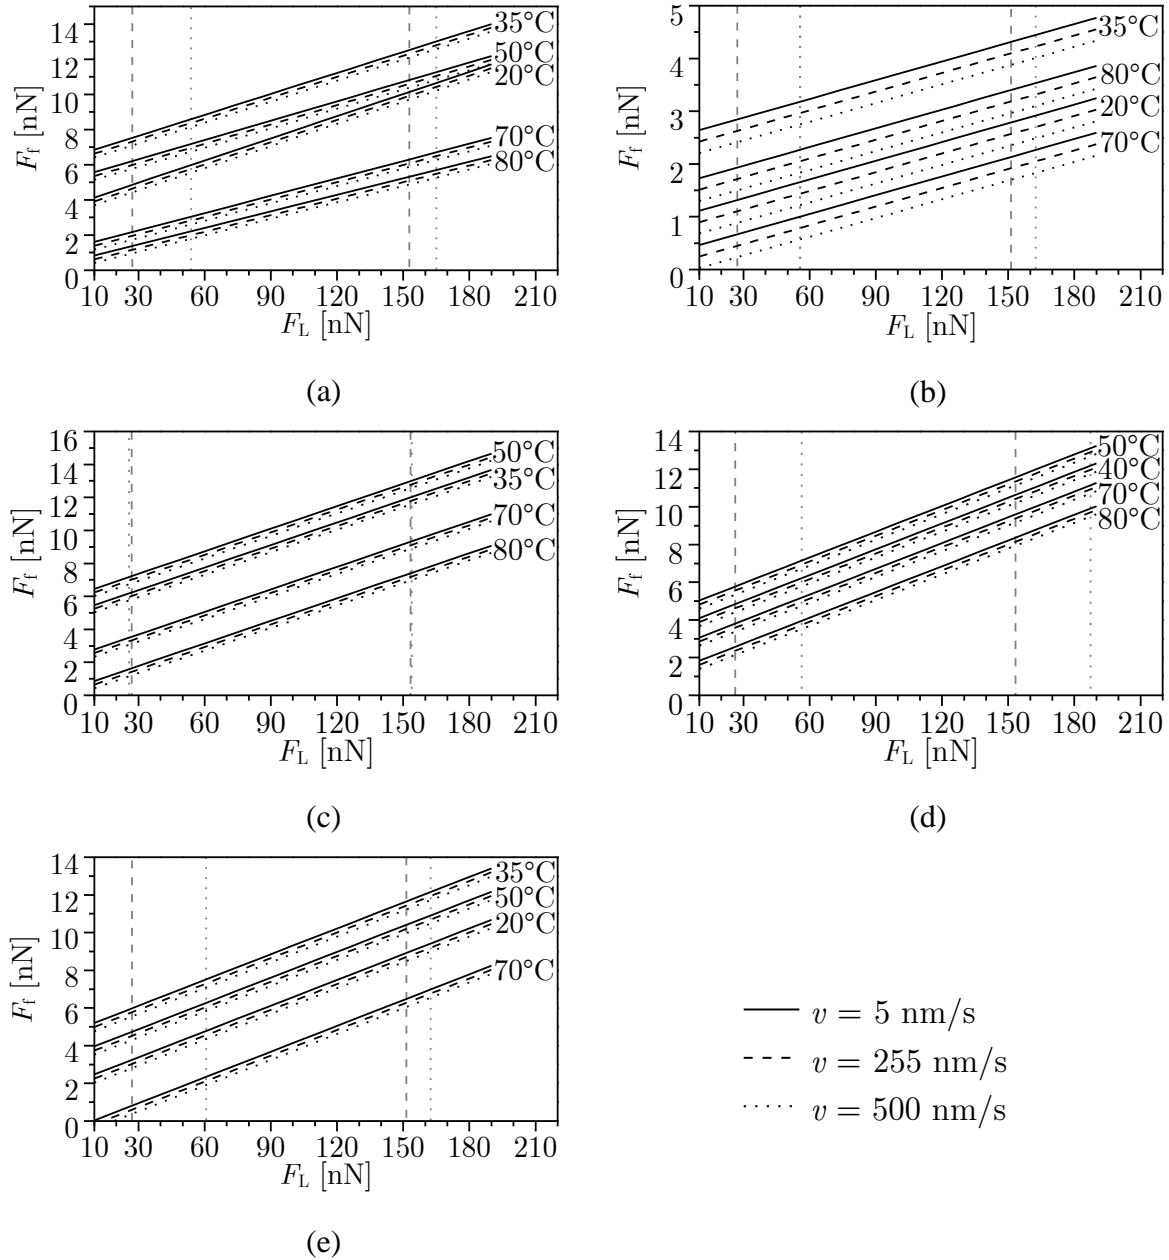 14
12
10
8
6
4
2
0
F_f [nN]
35°C
50°C
20°C
70°C
80°C
10 30 60 90 120 150 180 210
F_L [nN]
(a)
5
4
3
2
1
0
F_f [nN]
35°C
80°C
20°C
70°C
10 30 60 90 120 150 180 210
F_L [nN]
(b)
16
14
12
10
8
6
4
2
0
F_f [nN]
50°C
35°C
70°C
80°C
10 30 60 90 120 150 180 210
F_L [nN]
(c)
14
12
10
8
6
4
2
0
F_f [nN]
50°C
40°C
70°C
80°C
10 30 60 90 120 150 180 210
F_L [nN]
(d)
14
12
10
8
6
4
2
0
F_f [nN]
35°C
50°C
20°C
70°C
10 30 60 90 120 150 180 210
F_L [nN]
(e)
v = 5 nm/s
v = 255 nm/s
v = 500 nm/s